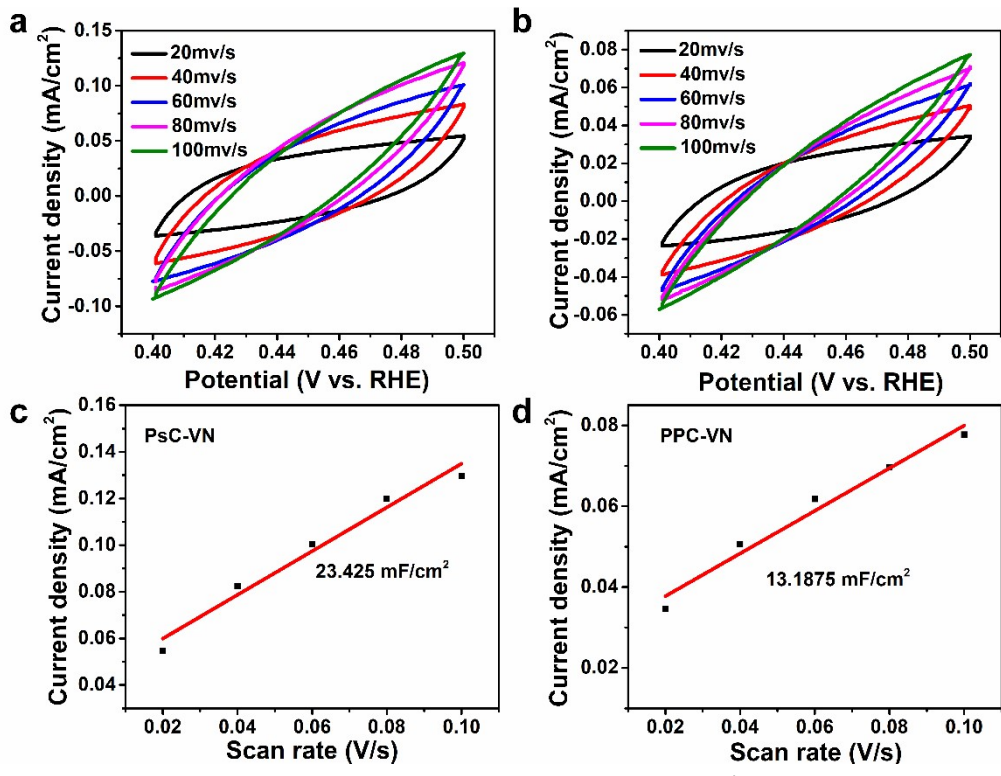 a
Current density (mA/cm²)
0.15
0.10
0.05
0.00
-0.05
-0.10
20mv/s
40mv/s
60mv/s
80mv/s
100mv/s
0.40 0.42 0.44 0.46 0.48 0.50
Potential (V vs. RHE)
b
Current density (mA/cm²)
0.08
0.06
0.04
0.02
0.00
-0.02
-0.04
-0.06
20mv/s
40mv/s
60mv/s
80mv/s
100mv/s
0.40 0.42 0.44 0.46 0.48 0.50
Potential (V vs. RHE)
c
Current density (mA/cm²)
0.16
0.14
0.12
0.10
0.08
0.06
0.04
PsC-VN
23.425 mF/cm²
0.02 0.04 0.06 0.08 0.10
Scan rate (V/s)
d
Current density (mA/cm²)
0.08
0.06
0.04
0.02
PPC-VN
13.1875 mF/cm²
0.02 0.04 0.06 0.08 0.10
Scan rate (V/s)